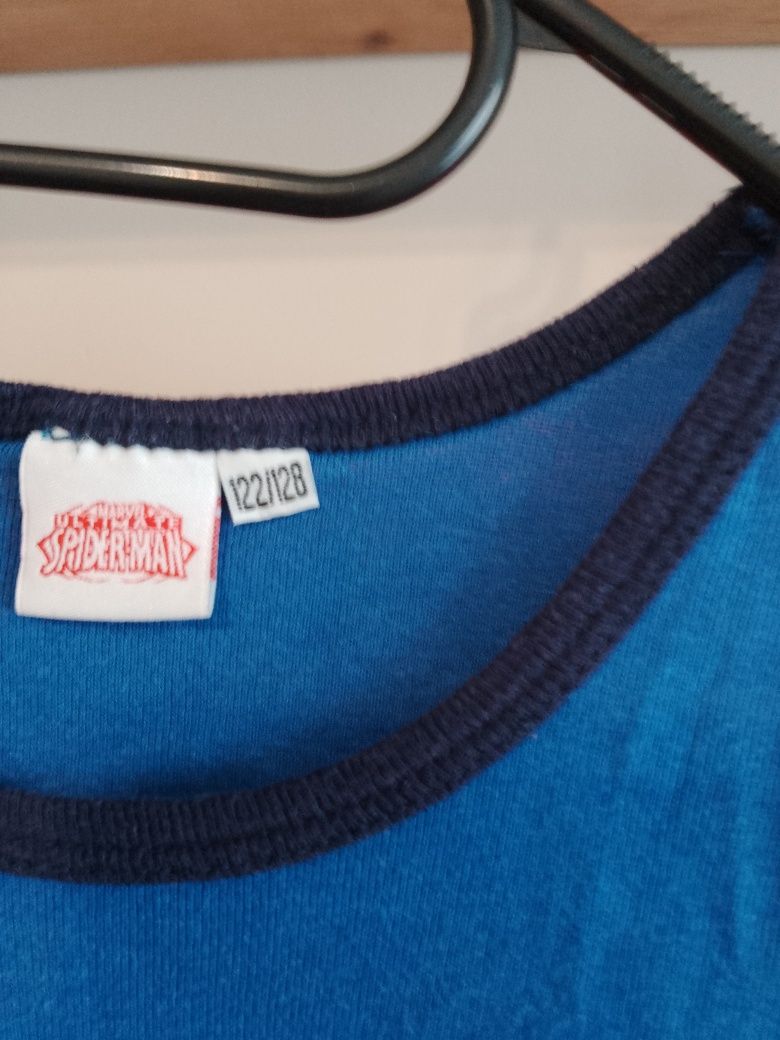 MARVEL
ULTIMATE
SPIDER-MAN
122/128